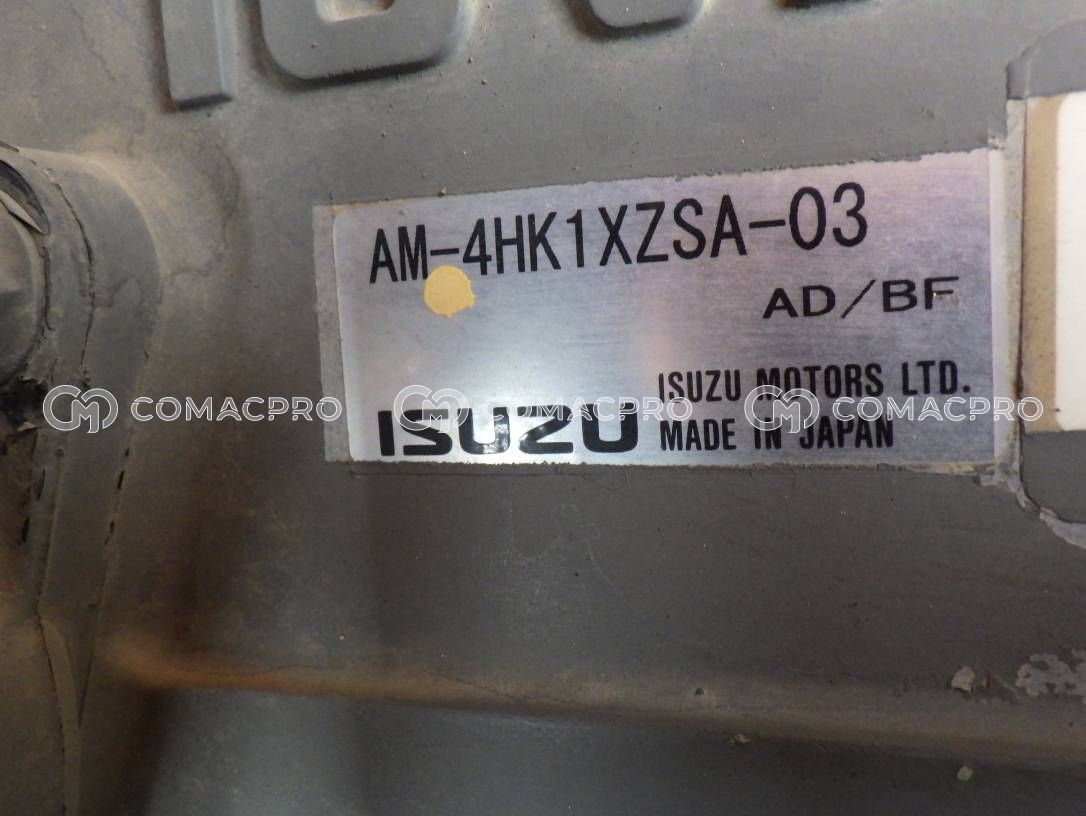 AM-4HK1XZSA-03
AD/BF
ISUZU MOTORS LTD.
ISUZU MADE IN JAPAN
COMACPRO COMACPRO COMACPRO